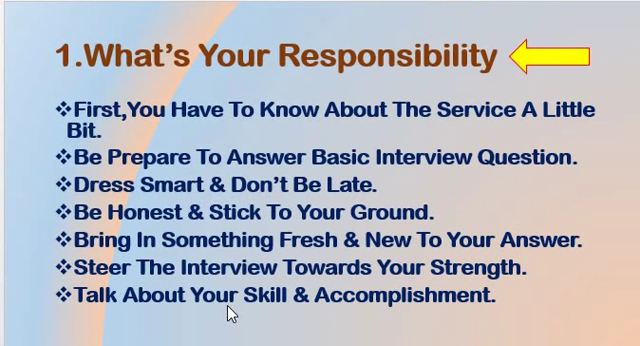 1.What's Your Responsibility
❖First,You Have To Know About The Service A Little
Bit.
❖Be Prepare To Answer Basic Interview Question.
❖Dress Smart & Don't Be Late.
❖Be Honest & Stick To Your Ground.
❖Bring In Something Fresh & New To Your Answer.
❖Steer The Interview Towards Your Strength.
❖Talk About Your Skill & Accomplishment.